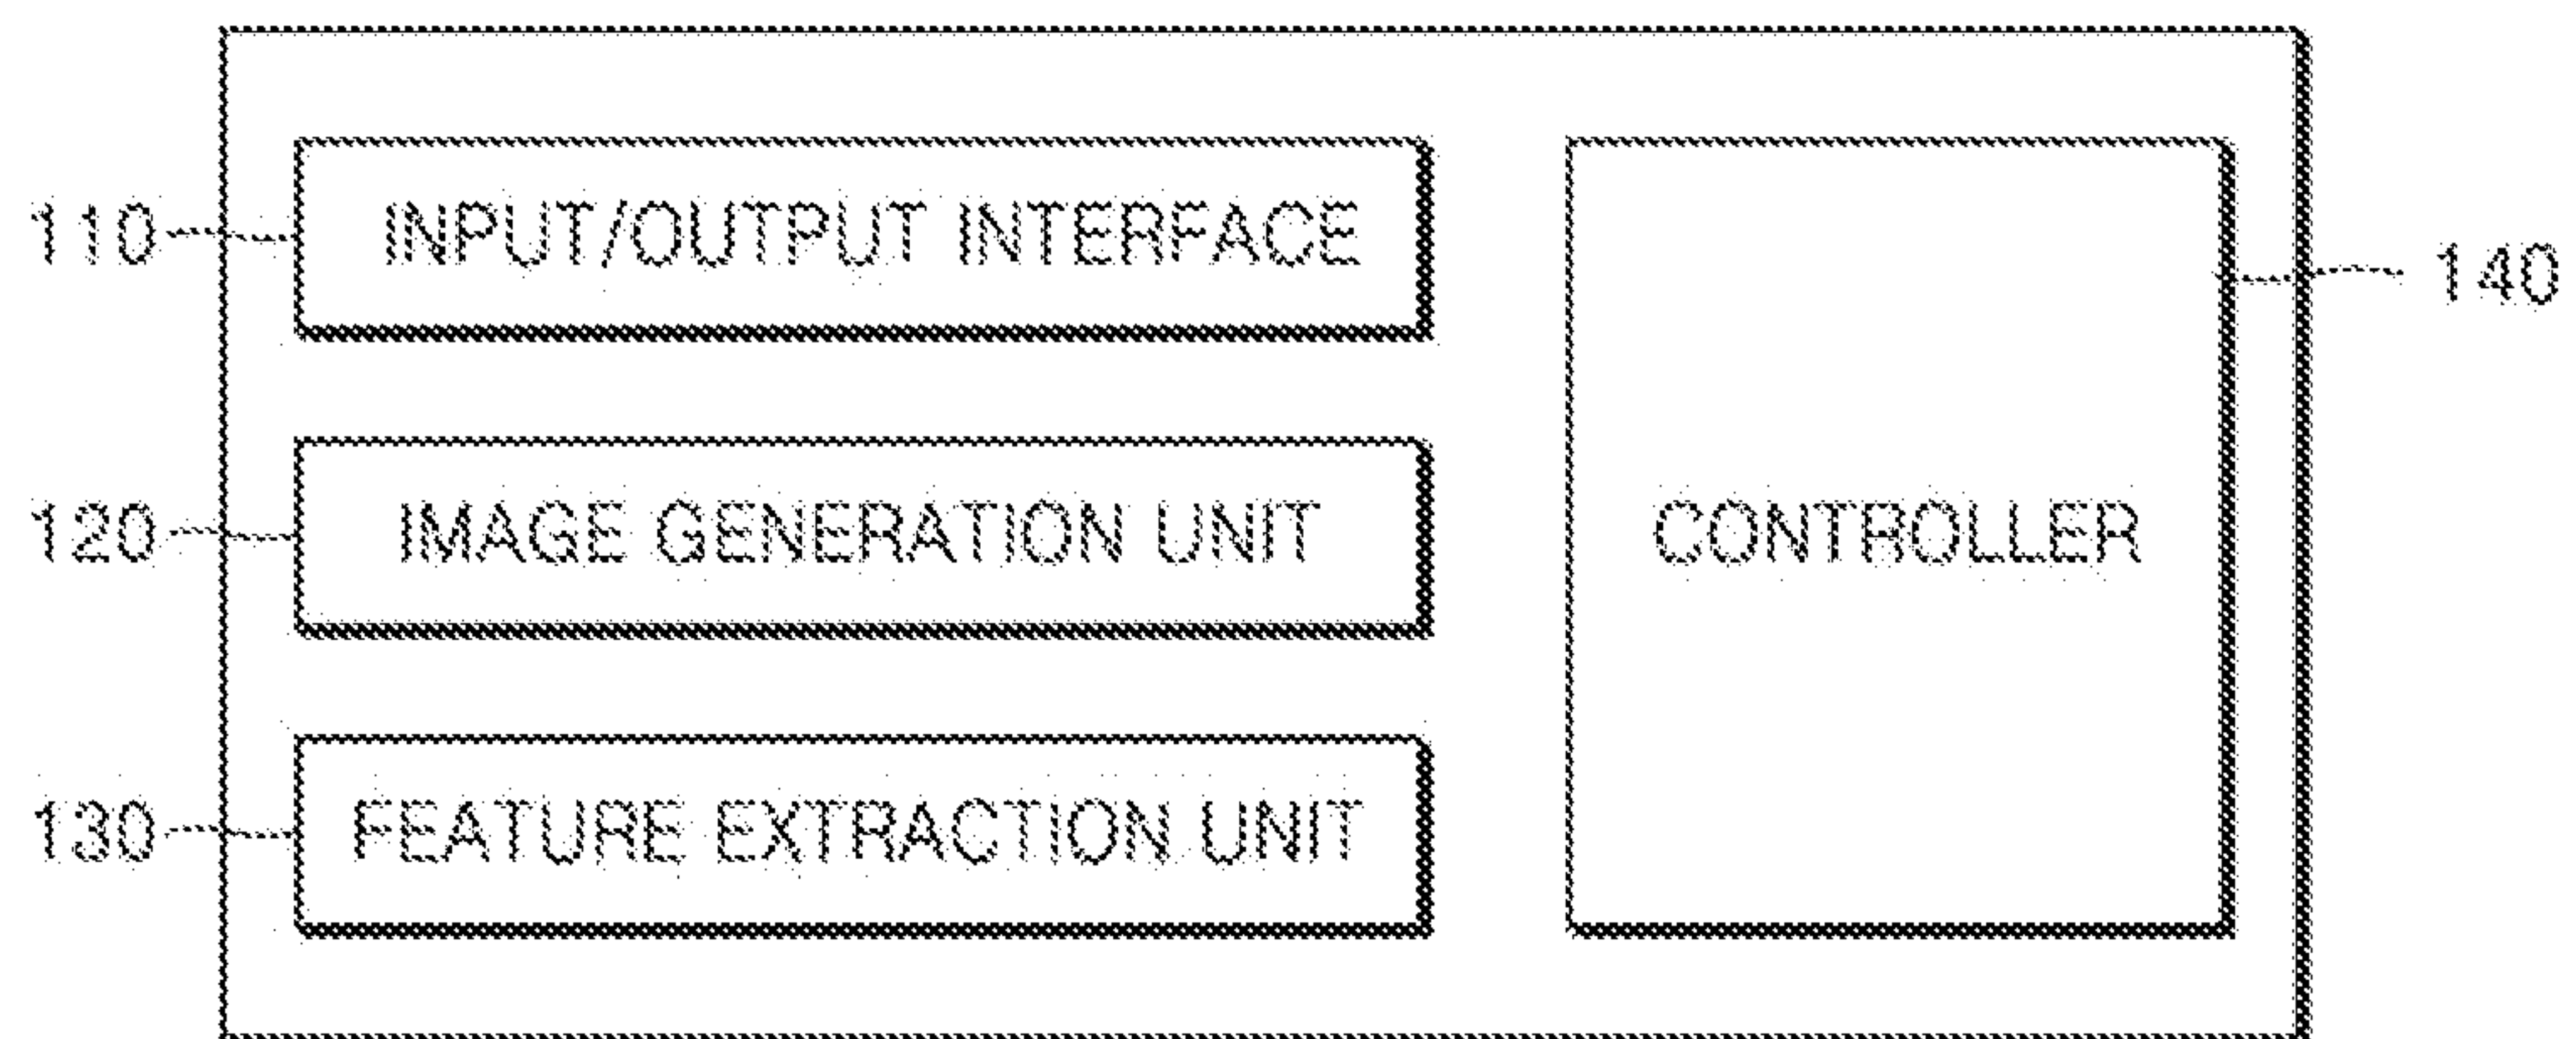 110 INPUT/OUTPUT INTERFACE
140
120 IMAGE GENERATION UNIT CONTROLLER
130 FEATURE EXTRACTION UNIT